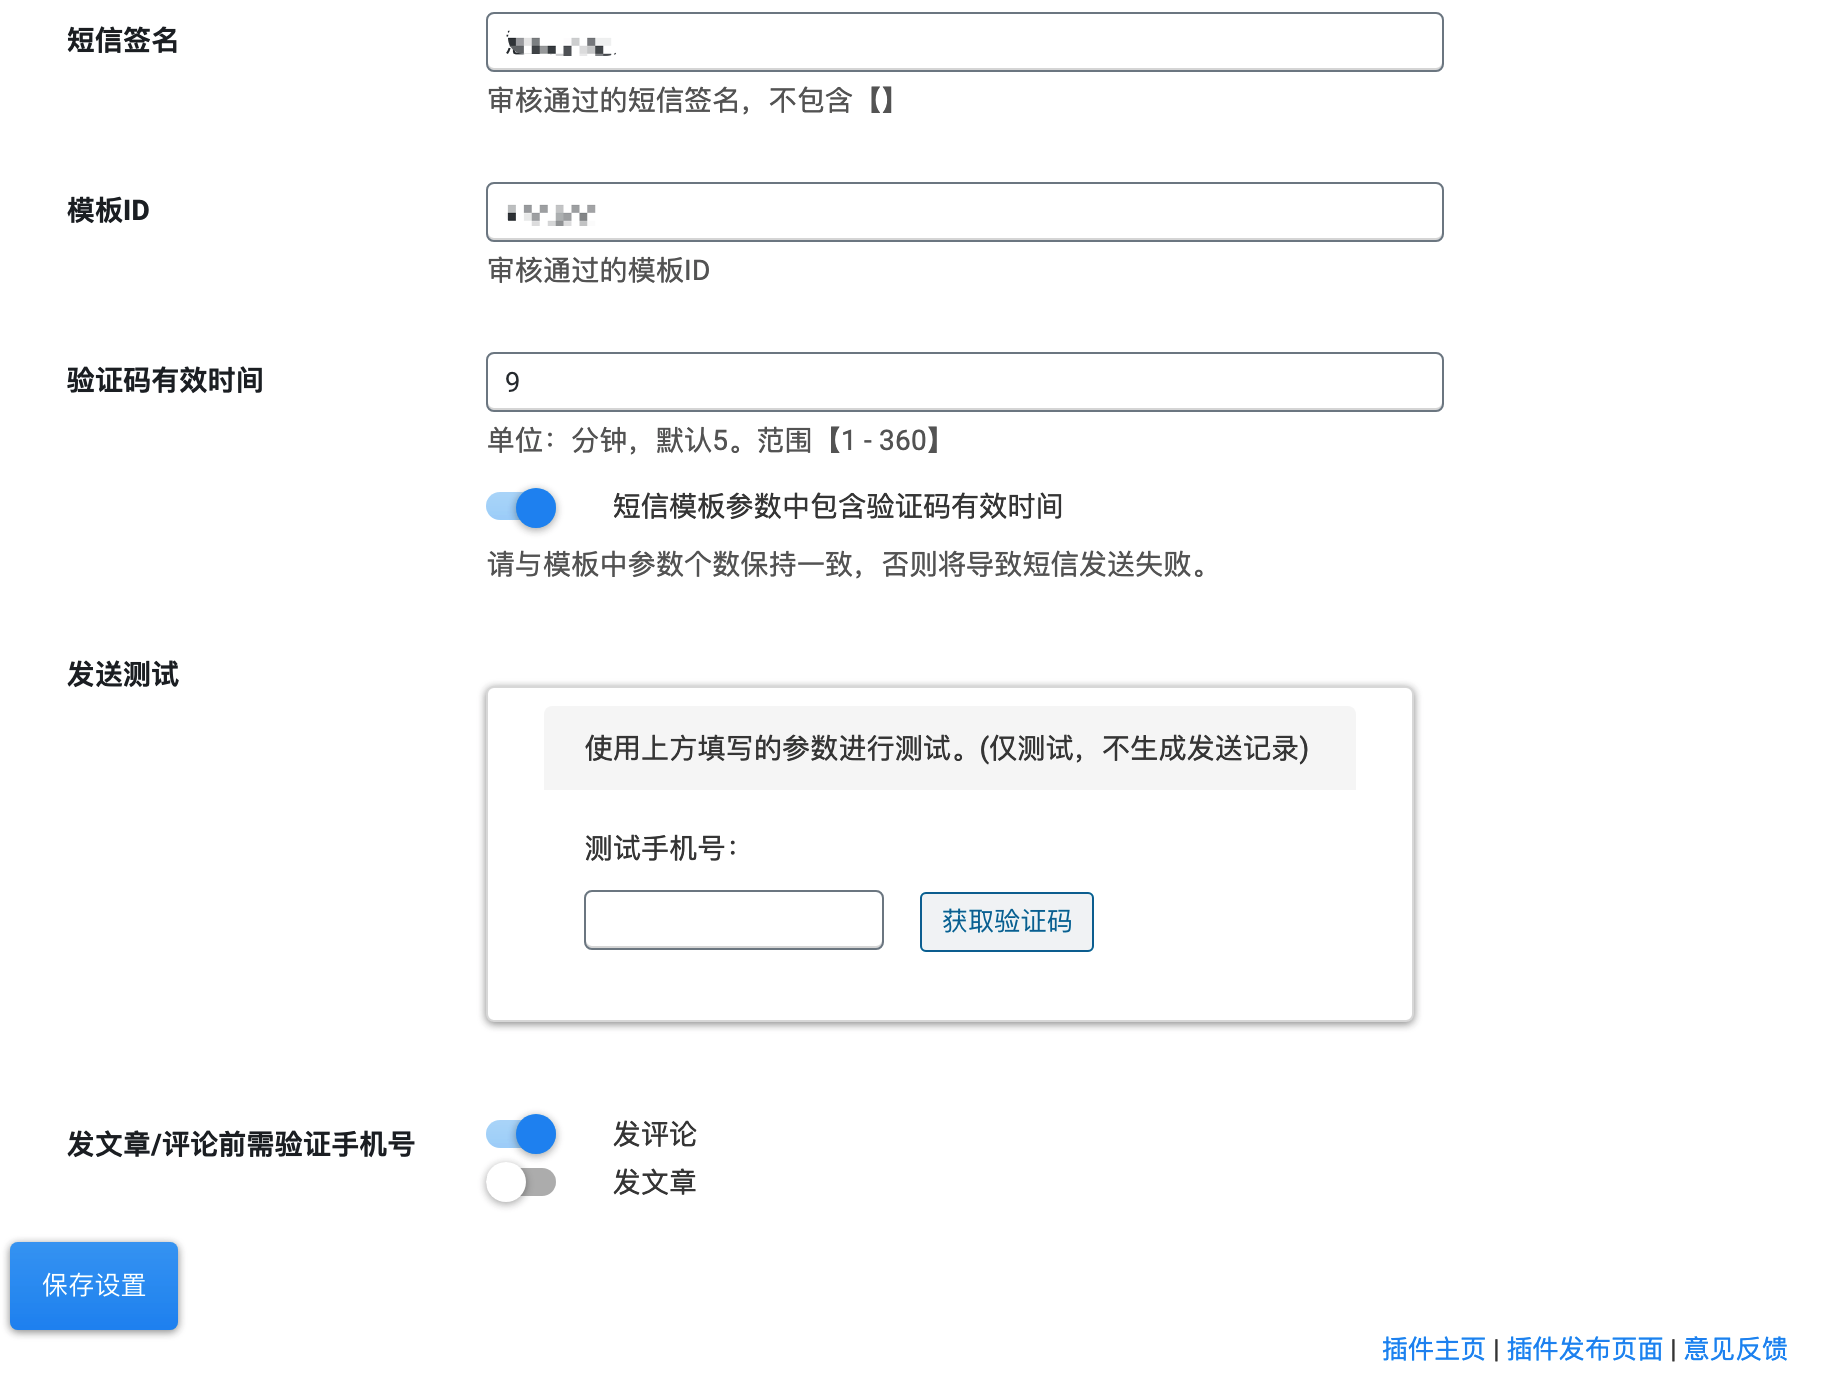 短信签名
审核通过的短信签名，不包含【】
模板ID
审核通过的模板ID
验证码有效时间
9
单位：分钟，默认5。范围【1 - 360】
短信模板参数中包含验证码有效时间
请与模板中参数个数保持一致，否则将导致短信发送失败。
发送测试
使用上方填写的参数进行测试。(仅测试，不生成发送记录)
测试手机号：
获取验证码
发文章/评论前需验证手机号
发评论
发文章
保存设置
插件主页 | 插件发布页面 | 意见反馈